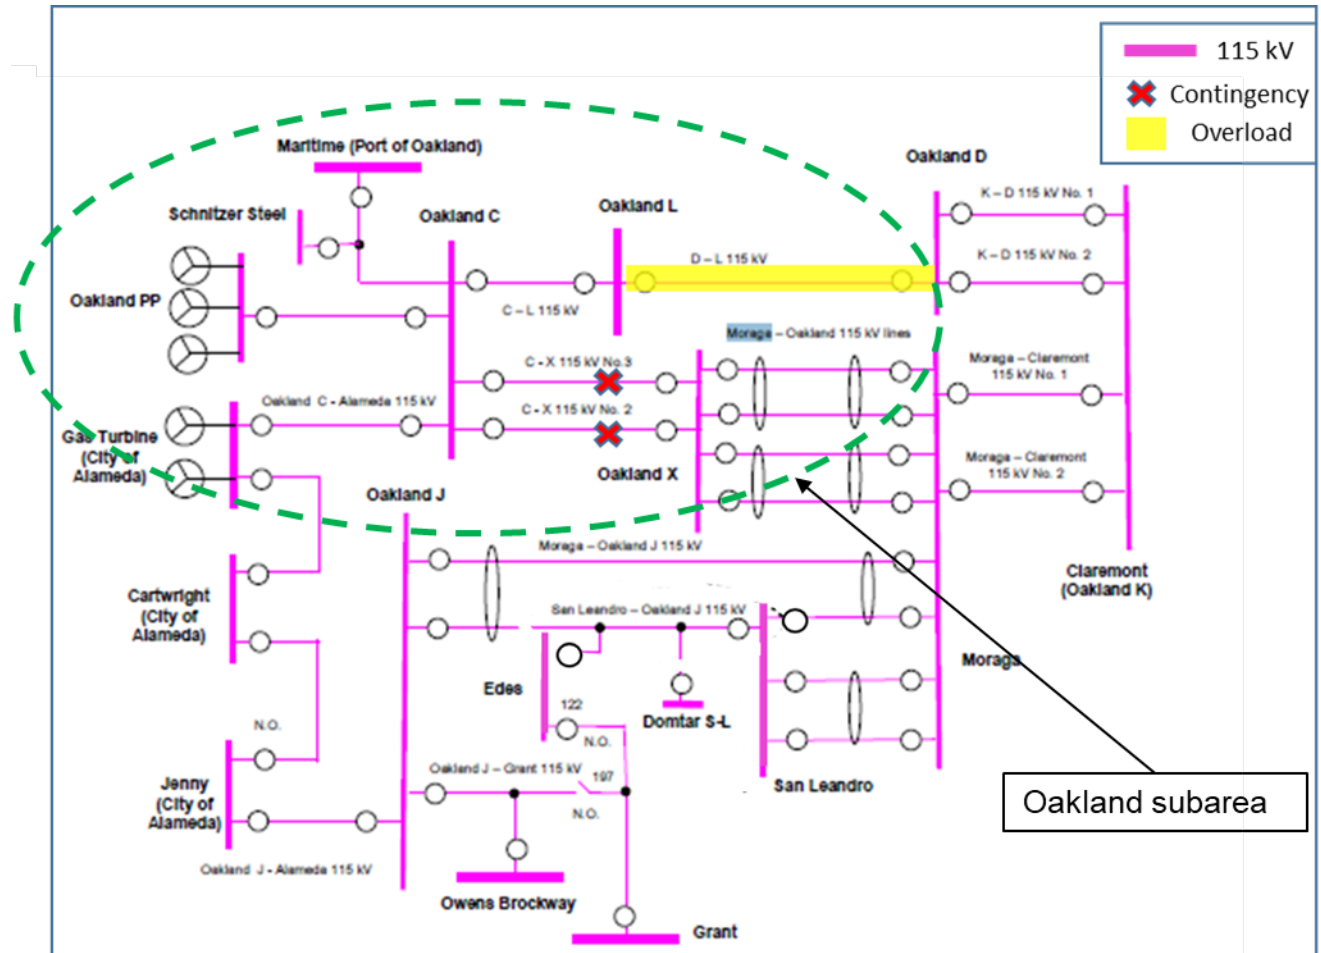 115 kV
Contingency
Overload
Maritime (Port of Oakland)
Oakland D
K – D 115 kV No. 1
Schnitzer Steel
Oakland C
Oakland L
D – L 115 kV
K – D 115 kV No. 2
Oakland PP
C – L 115 kV
Moraga – Oakland 115 kV lines
C - X 115 kV No.3
Moraga – Claremont
115 kV No. 1
Oakland C - Alameda 115 kV
C - X 115 kV No. 2
Gas Turbine
(City of
Alameda)
Oakland X
Moraga – Claremont
115 kV No. 2
Oakland J
Moraga – Oakland J 115 kV
Claremont
(Oakland K)
Cartwright
(City of
Alameda)
San Leandro – Oakland J 115 kV
Moraga
Edes
122
N.O.
Domtar S-L
N.O.
Oakland J – Grant 115 kV
197
N.O.
San Leandro
Jenny
(City of
Alameda)
Oakland subarea
Oakland J - Alameda 115 kV
Owens Brockway
Grant